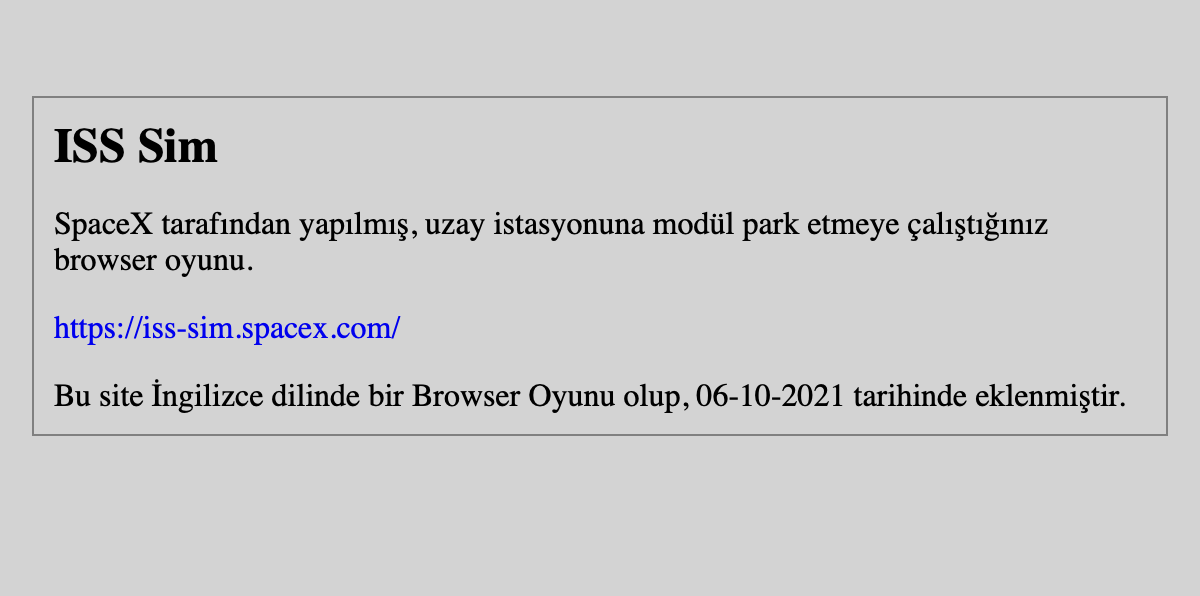 ISS Sim
SpaceX tarafından yapılmış, uzay istasyonuna modül park etmeye çalıştığınız
browser oyunu.
https://iss-sim.spacex.com/
Bu site İngilizce dilinde bir Browser Oyunu olup, 06-10-2021 tarihinde eklenmiştir.